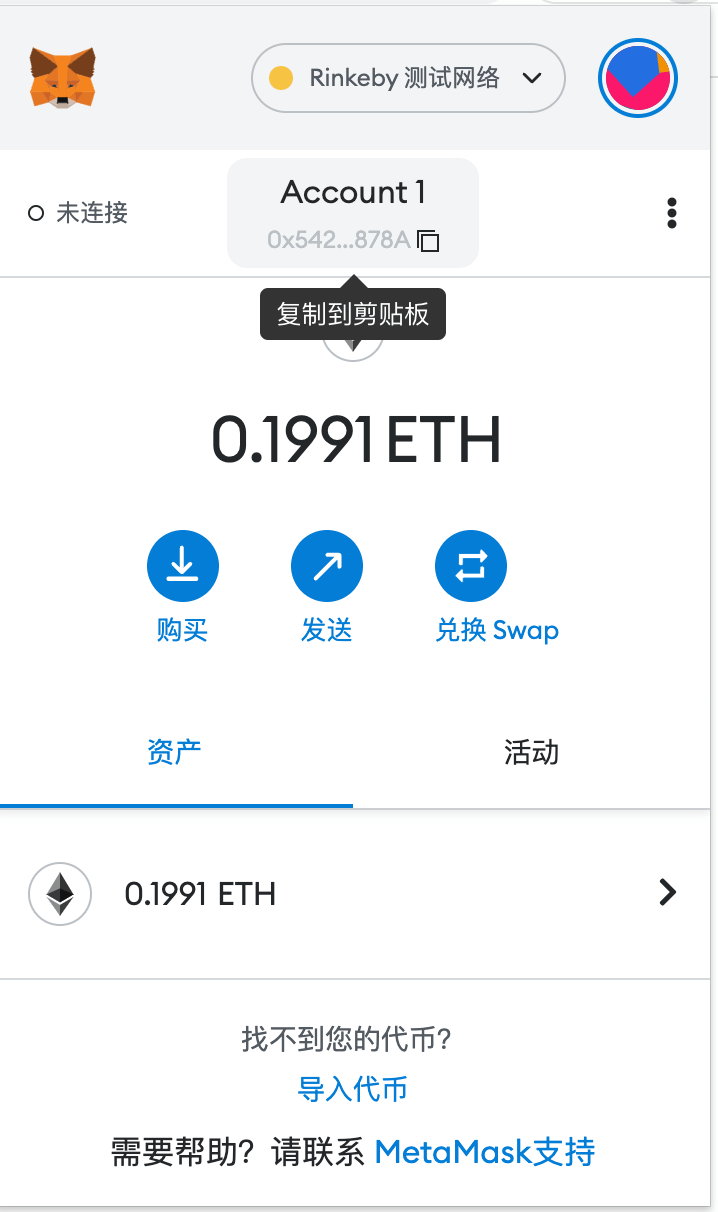 Rinkeby 测试网络
未连接
Account 1
0x542...878A
复制到剪贴板
0.1991 ETH
购买
发送
兑换 Swap
资产
活动
0.1991 ETH
找不到您的代币?
导入代币
需要帮助? 请联系 MetaMask支持